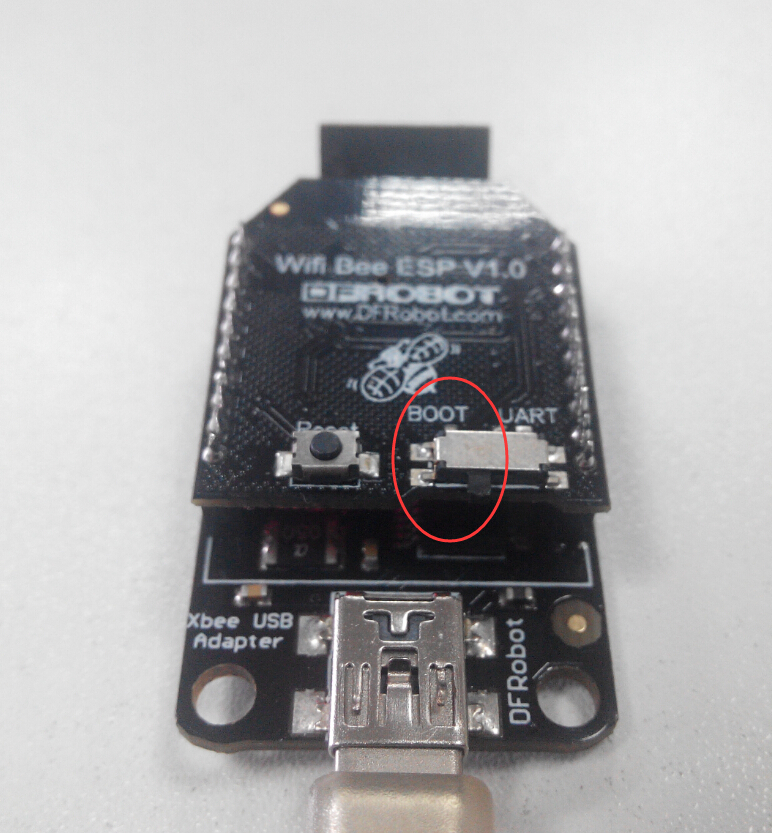 Wifi Bee ESP V1.0
DFROBOT
www.DFRobot.com
BOOT UART
Reset
Xbee USB
Adapter
DFRobot